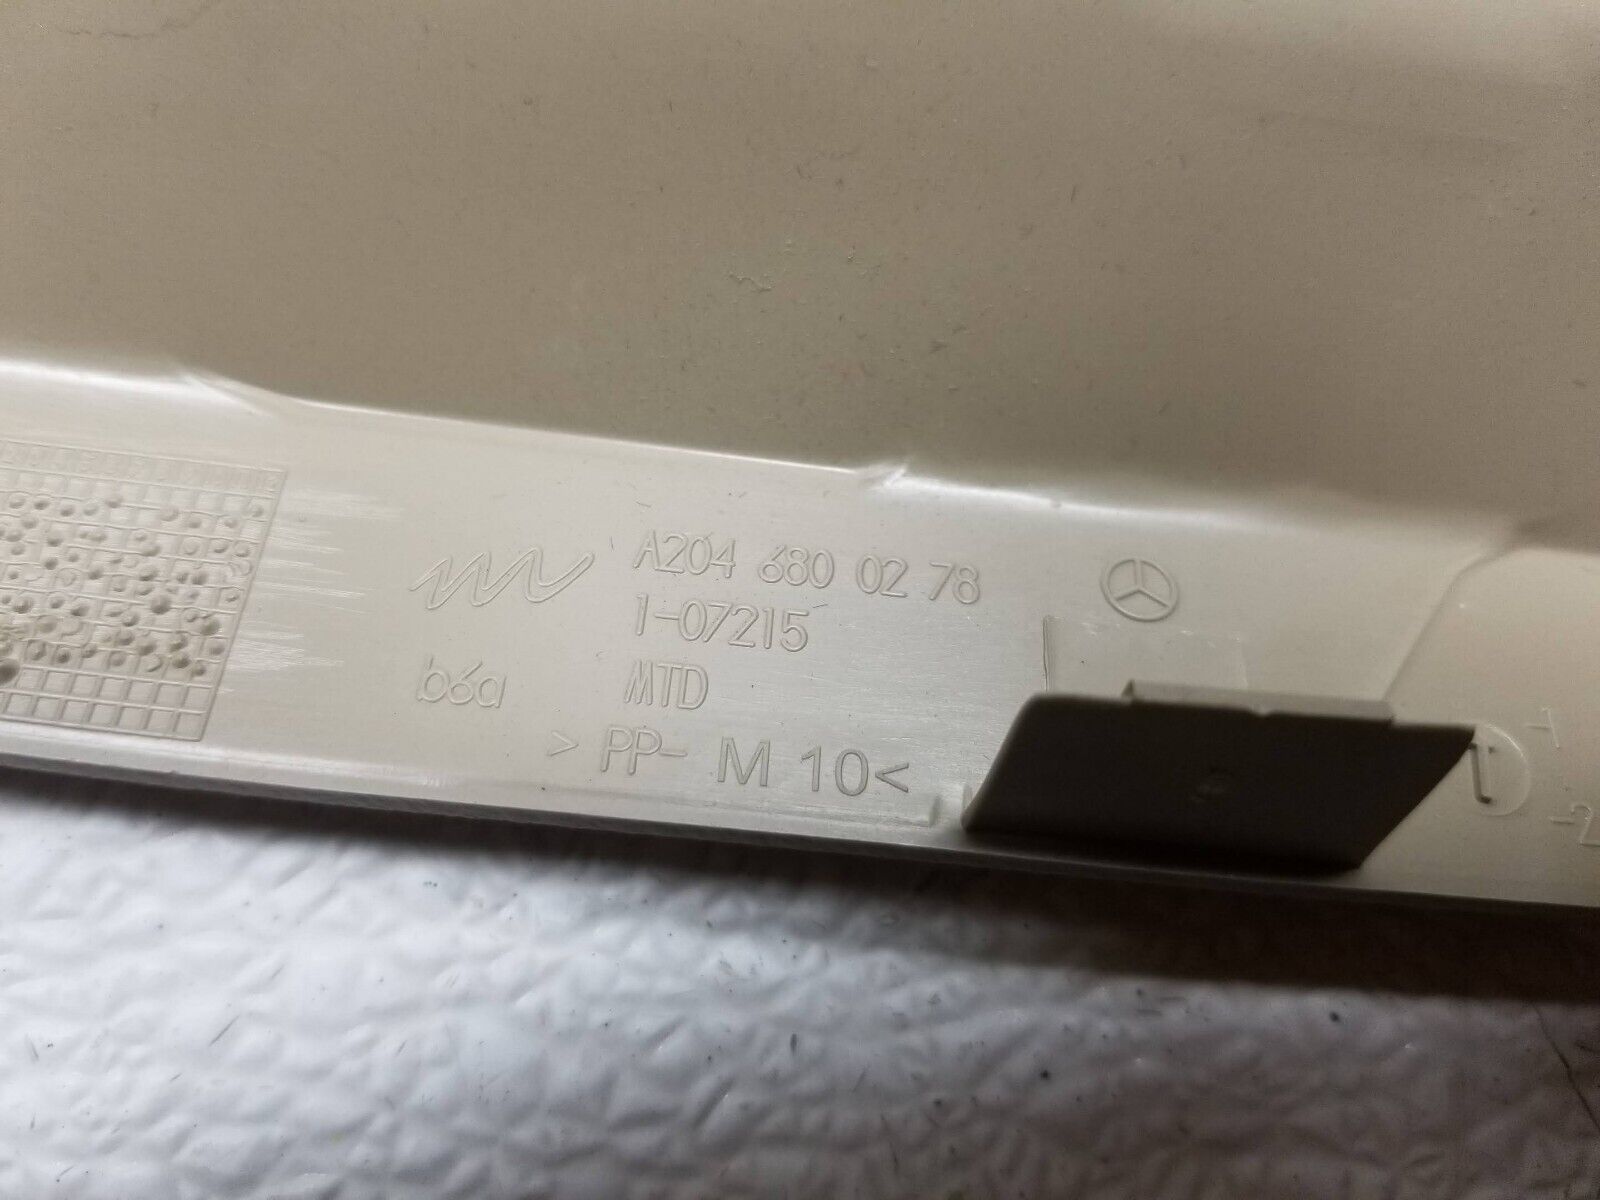 A204 680 02 78
1-07215
b6a MTD
> PP- M 10<